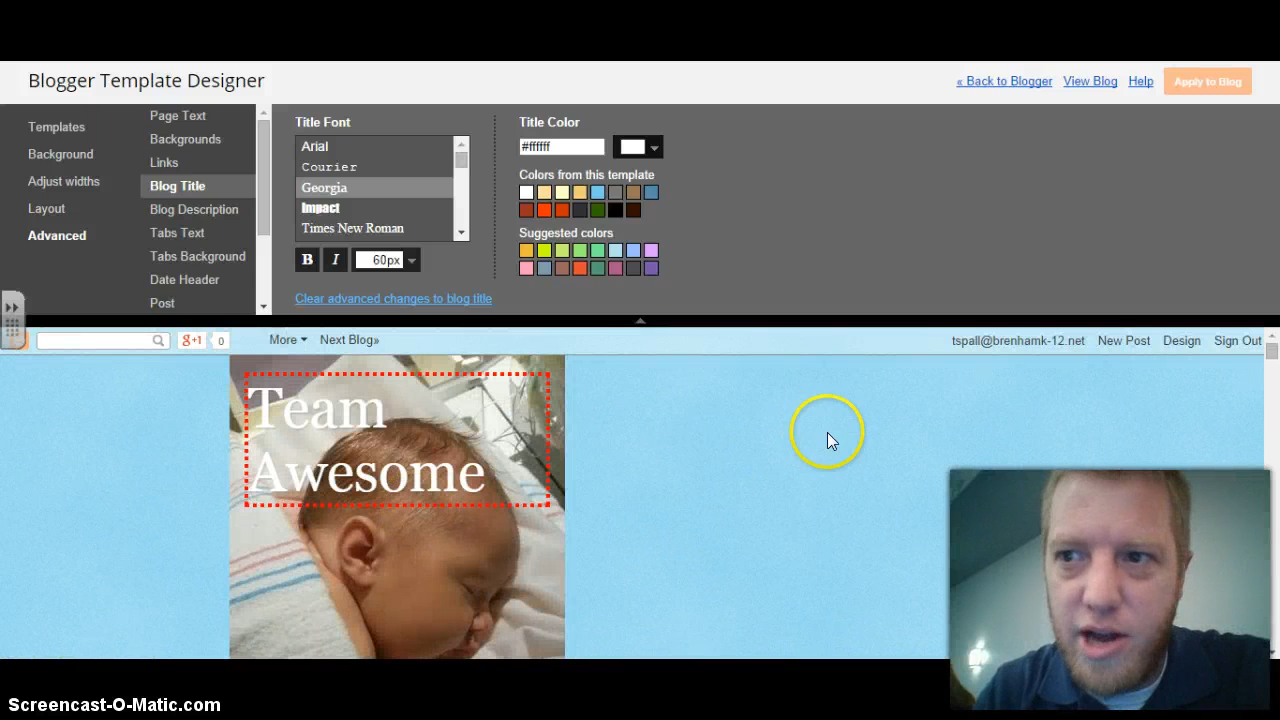 Blogger Template Designer
« Back to Blogger View Blog Help Apply to Blog
Templates
Background
Adjust widths
Layout
Advanced
Page Text
Backgrounds
Links
Blog Title
Blog Description
Tabs Text
Tabs Background
Date Header
Post
Title Font
Arial
Courier
Georgia
Impact
Times New Roman
B I 60px
Clear advanced changes to blog title
Title Color
#ffffff
Colors from this template
Suggested colors
g+1 0 More Next Blog» tspall@brenhamk-12.net New Post Design Sign Out
Team
Awesome
Screencast-O-Matic.com